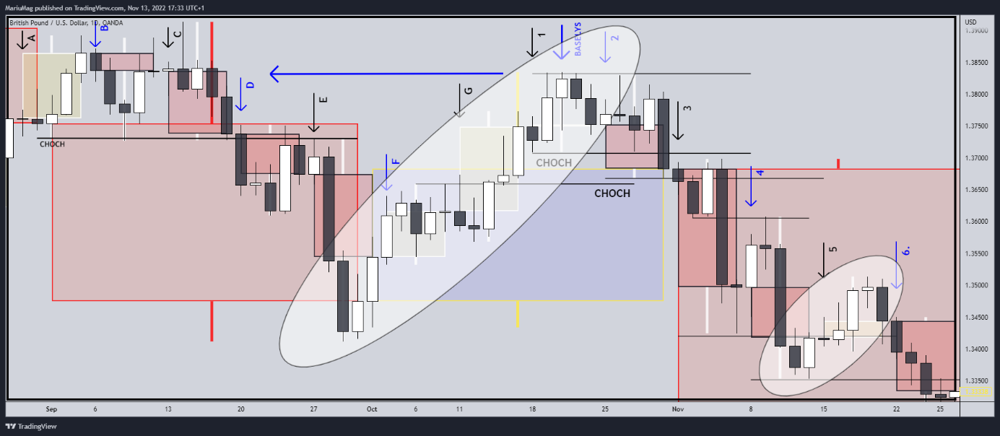 MariuMag published on TradingView.com, Nov 13, 2022 17:33 UTC+1
British Pound / U.S. Dollar, 1D, OANDA
USD
A
B
C
D
E
F
G
1
BASELYS
2
3
4
5
6.
CHOCH
CHOCH
CHOCH
1.39000
1.38500
1.38000
1.37500
1.37000
1.36500
1.36000
1.35500
1.35000
1.34500
1.34000
1.33500
Sep
6
13
20
27
Oct
6
11
18
25
Nov
8
15
22
25
TradingView